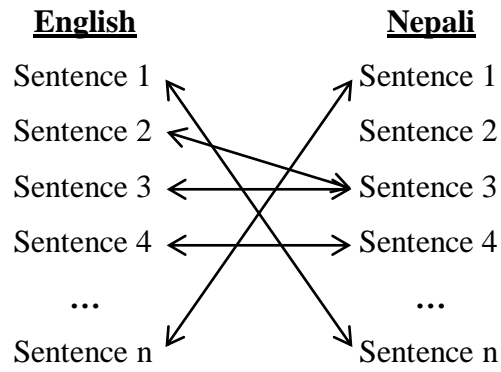 English Nepali
Sentence 1 Sentence 1
Sentence 2 Sentence 2
Sentence 3 Sentence 3
Sentence 4 Sentence 4
... ...
Sentence n Sentence n